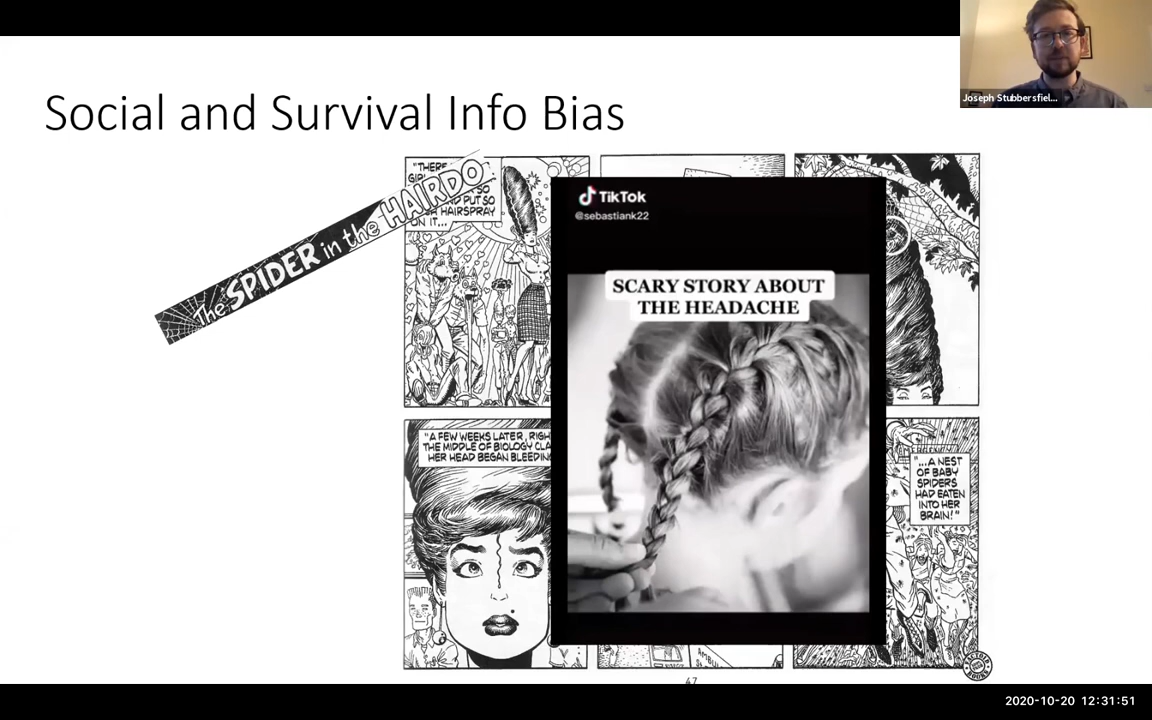 Joseph Stubbersfiel...
Social and Survival Info Bias
The SPIDER in the HAIRDO
"THERE
SO
PUT SO
HAIRSPRAY
ON IT...
TikTok
@sebastiank22
SCARY STORY ABOUT
THE HEADACHE
"A FEW WEEKS LATER, RIGH
THE MIDDLE OF BIOLOGY CLA
HER HEAD BEGAN BLEEDIN
"...A NEST
OF BABY
SPIDERS
HAD EATEN
INTO HER
BRAIN!"
47
2020-10-20 12:31:51